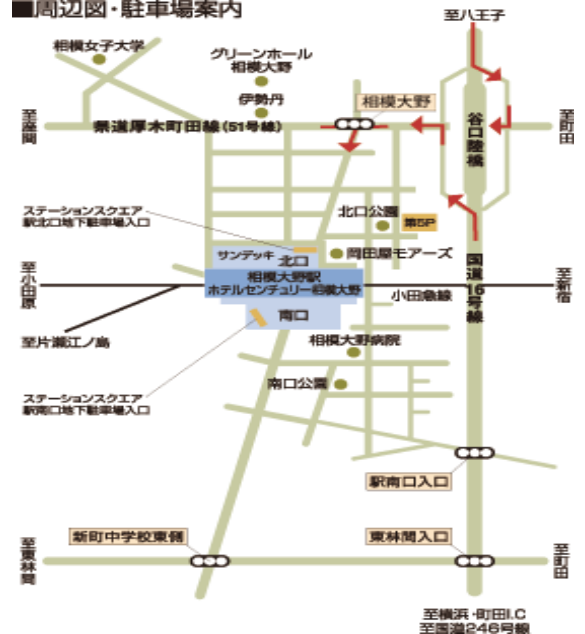 ■周辺図・駐車場案内
至八王子
相模女子大学
グリーンホール
相模大野
伊勢丹
相模大野
谷口陸橋
至座間
県道厚木町田線(51号線)
至町田
ステーションスクエア
駅北口地下駐車場入口
北口公園
第5P
サンデッキ
北口
岡田屋モアーズ
至小田原
相模大野駅
ホテルセンチュリー相模大野
小田急線
国道16号線
至新宿
南口
至片瀬江ノ島
相模大野病院
南口公園
ステーションスクエア
駅南口地下駐車場入口
駅南口入口
新町中学校東側
東林間入口
至東林間
至町田
至横浜・町田I.C
至国道246号線